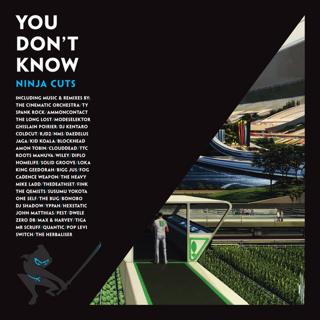 YOU
DON'T
KNOW
NINJA CUTS
INCLUDING MUSIC & REMIXES BY:
THE CINEMATIC ORCHESTRA·TY
SPANK ROCK·AMMONCONTACT
THE LONG LOST·MODESELEKTOR
GHISLAIN POIRIER·DJ KENTARO
COLDCUT·RJD2·NMS·DAEDELUS
JAGA·KID KOALA·BLOCKHEAD
AMON TOBIN·CLOUDDEAD·TTC
ROOTS MANUVA·WILEY·DIPLO
HOMELIFE·SOLID GROOVE·LOKA
KING GEEDORAH·BIGG JUS·FOG
CADENCE WEAPON·THE HEAVY
MIKE LADD·THEDEATHSET·FINK
THE QEMISTS·SUSUMU YOKOTA
ONE SELF·THE BUG·BONOBO
DJ SHADOW·YPPAH·HEXSTATIC
JOHN MATTHIAS·PEST·DWELE
ZERO DB·MAX & HARVEY·TIGA
MR SCRUFF·QUANTIC·POP LEVI
SWITCH·THE HERBALISER